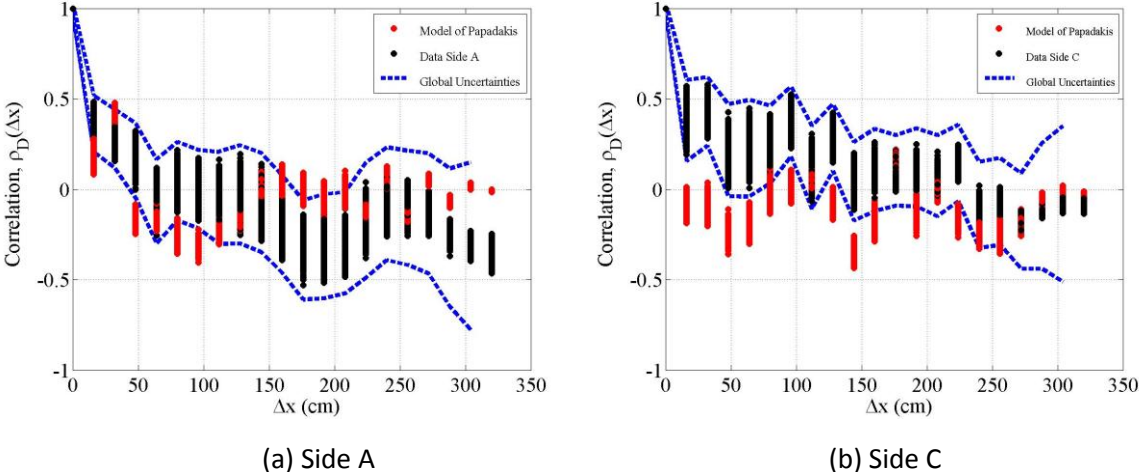 1
0.5
0
-0.5
-1
Correlation, ρ_D(Δx)
0 50 100 150 200 250 300 350
Δx (cm)
Model of Papadakis
Data Side A
Global Uncertainties
(a) Side A
1
0.5
0
-0.5
-1
Correlation, ρ_D(Δx)
0 50 100 150 200 250 300 350
Δx (cm)
Model of Papadakis
Data Side C
Global Uncertainties
(b) Side C